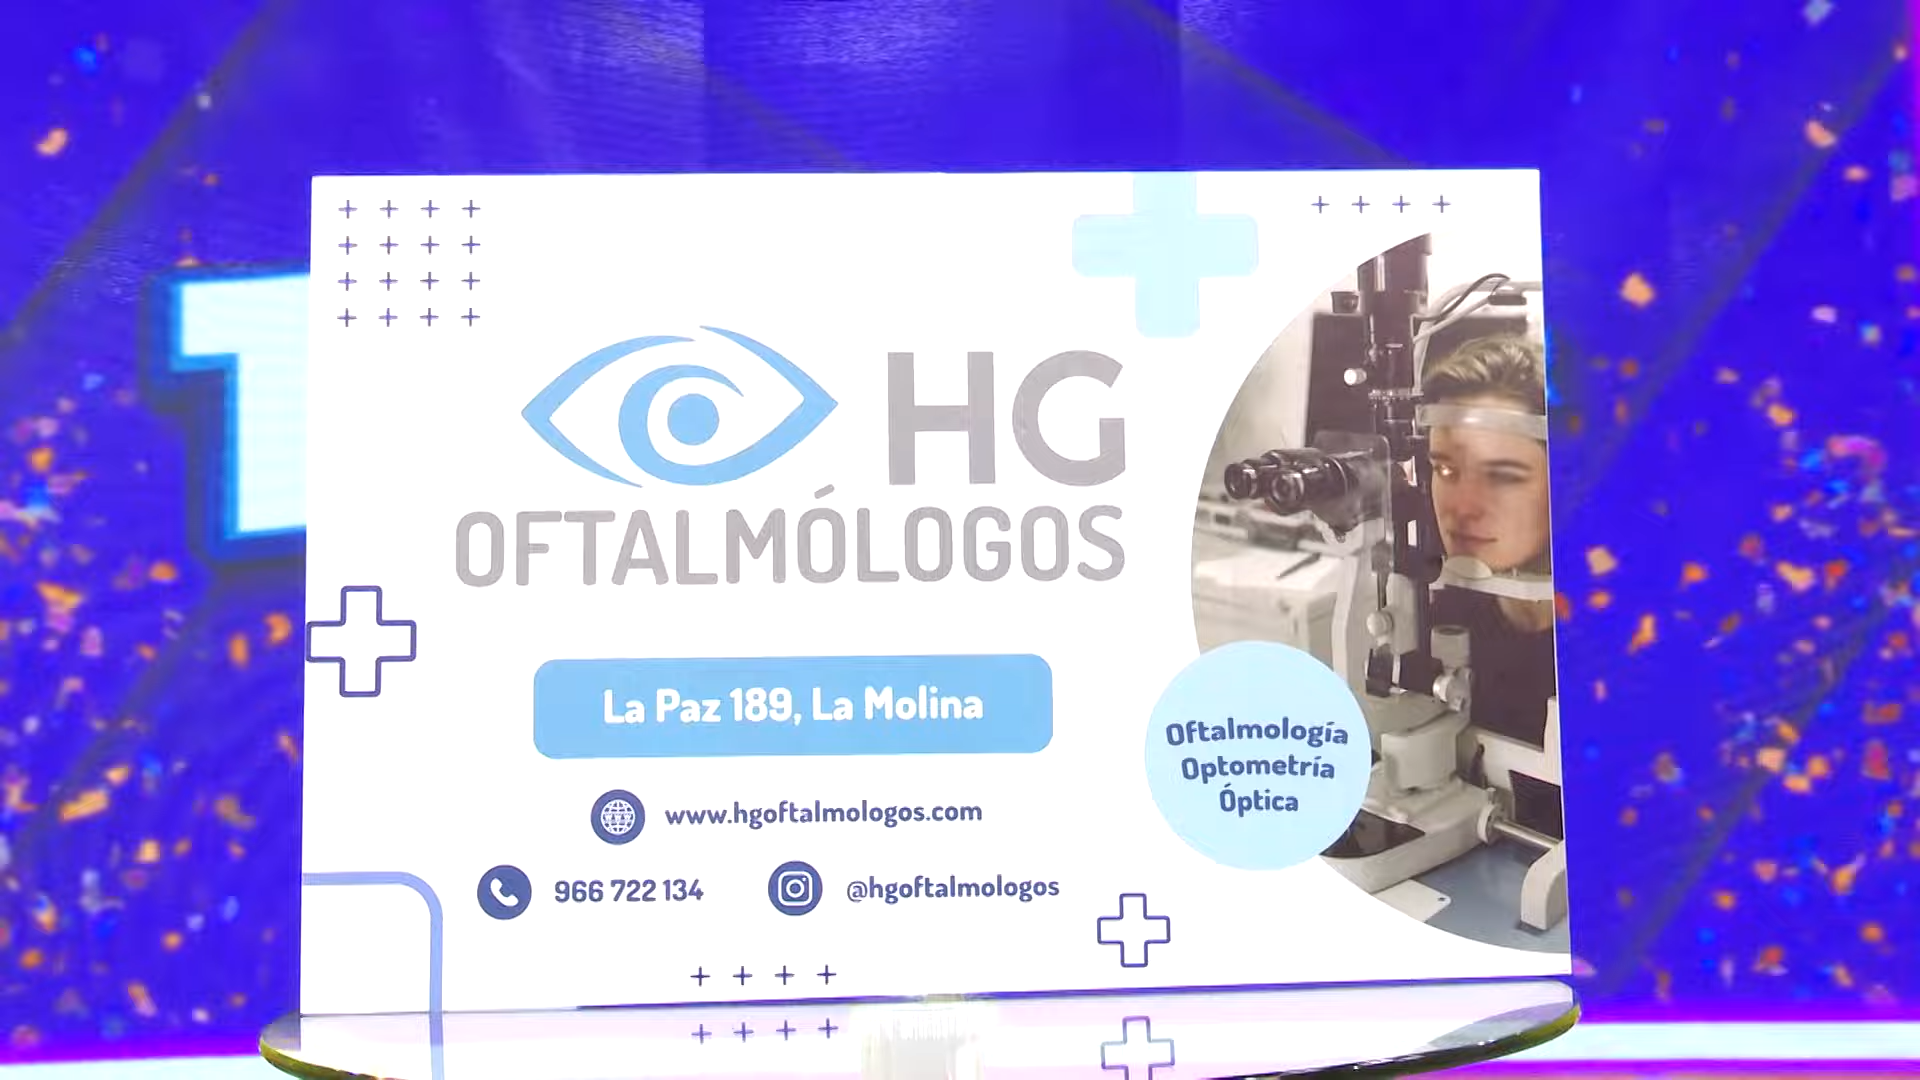 HG
OFTALMÓLOGOS
La Paz 189, La Molina
www.hgoftalmologos.com
966 722 134
@hgoftalmologos
Oftalmología
Optometría
Óptica